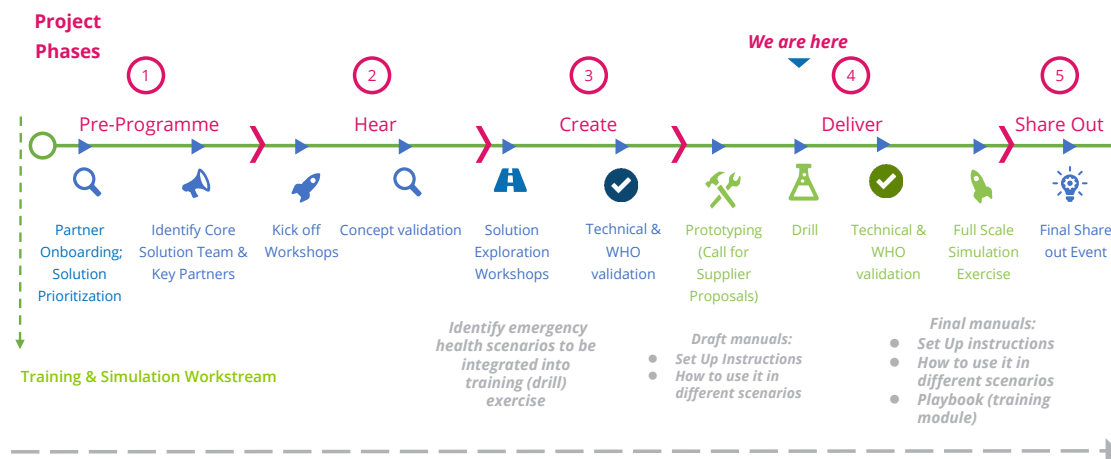 Project
Phases
We are here
1
2
3
4
5
Pre-Programme
Hear
Create
Deliver
Share Out
Partner
Onboarding;
Solution
Prioritization
Identify Core
Solution Team &
Key Partners
Kick off
Workshops
Concept validation
Solution
Exploration
Workshops
Technical &
WHO
validation
Prototyping
(Call for
Supplier
Proposals)
Drill
Technical &
WHO
validation
Full Scale
Simulation
Exercise
Final Share
out Event
Identify emergency
health scenarios to be
integrated into
training (drill)
exercise
Draft manuals:
● Set Up Instructions
● How to use it in
different scenarios
Final manuals:
● Set Up instructions
● How to use it in
different scenarios
● Playbook (training
module)
Training & Simulation Workstream